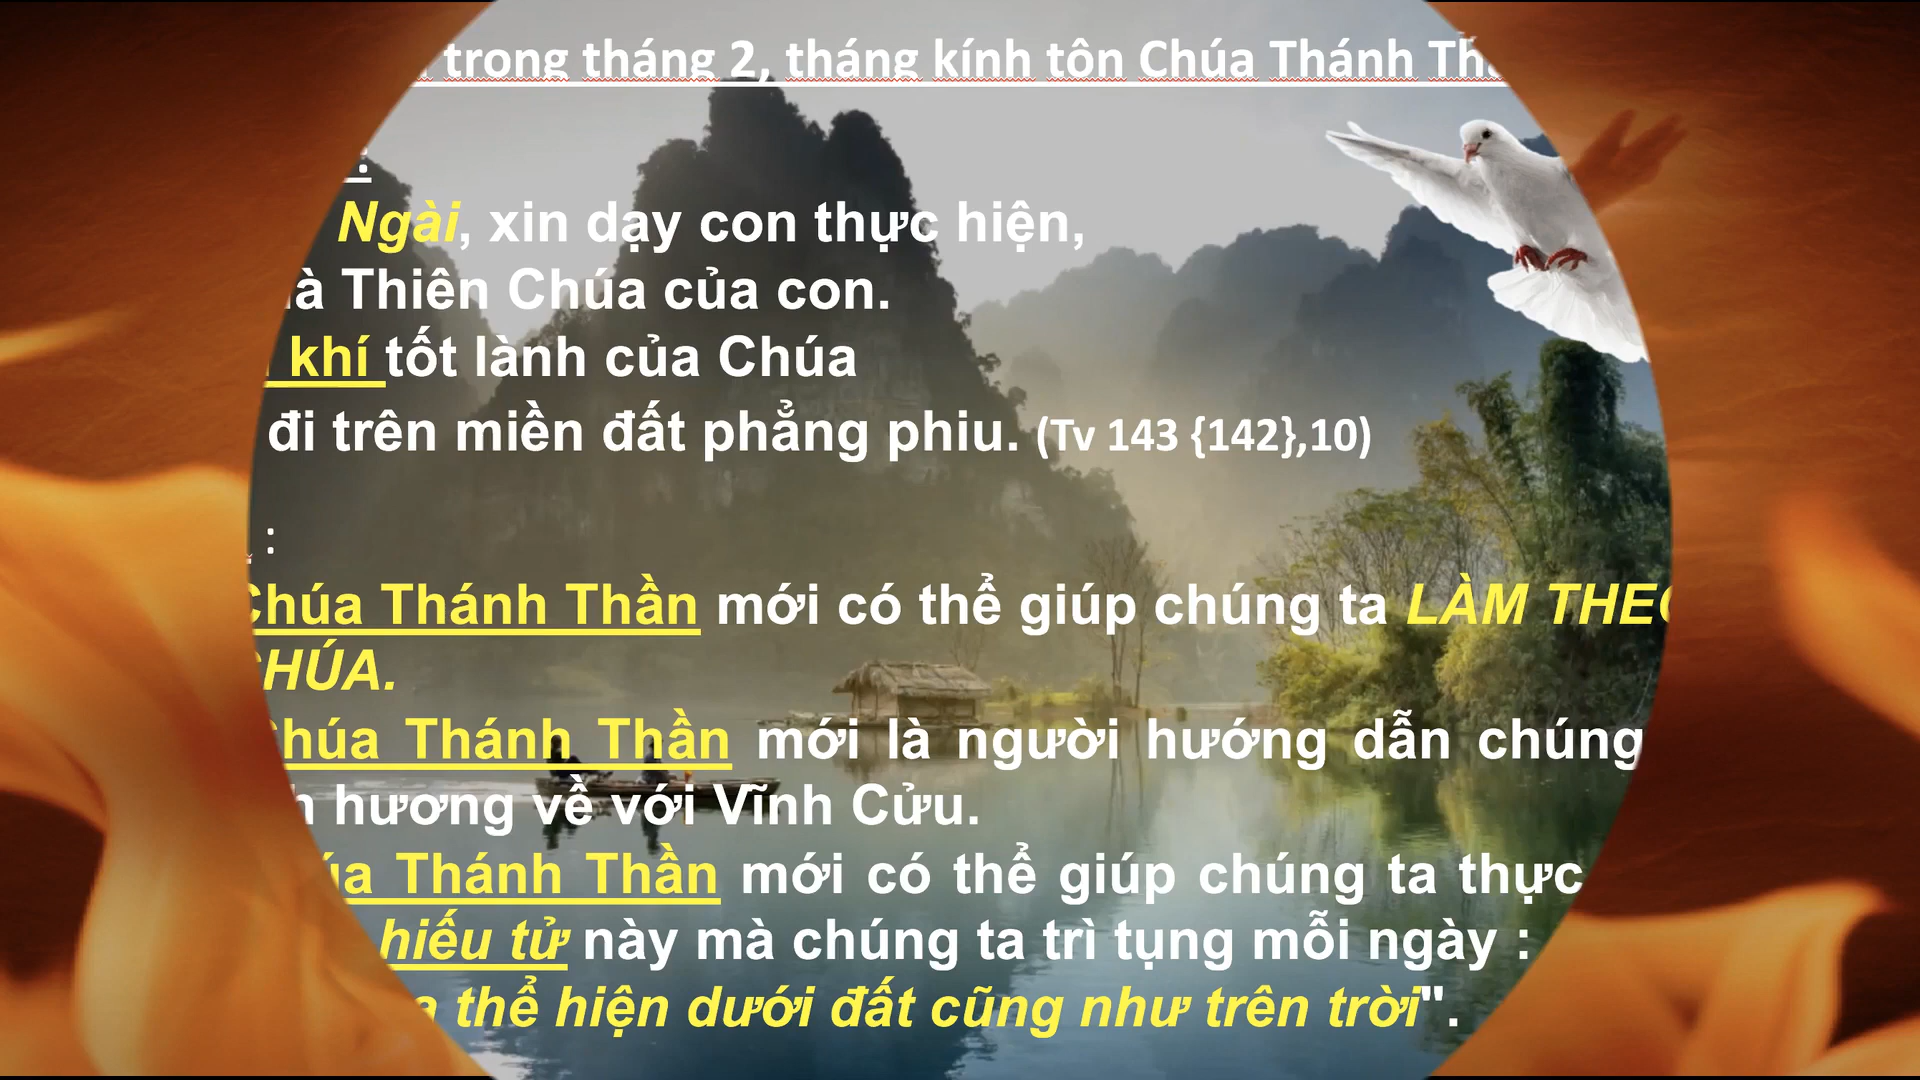 trong tháng 2, tháng kính tôn Chúa Thánh
:
Ngài, xin dạy con thực hiện,
Thiên Chúa của con.
khí tốt lành của Chúa
đi trên miền đất phẳng phiu. (Tv 143 {142},10)
:
Chúa Thánh Thần mới có thể giúp chúng ta LÀM THEO
CHÚA.
Chúa Thánh Thần mới là người hướng dẫn chúng
hương về với Vĩnh Cửu.
Thánh Thần mới có thể giúp chúng ta thực
hiếu tử này mà chúng ta trì tụng mỗi ngày :
thể hiện dưới đất cũng như trên trời".